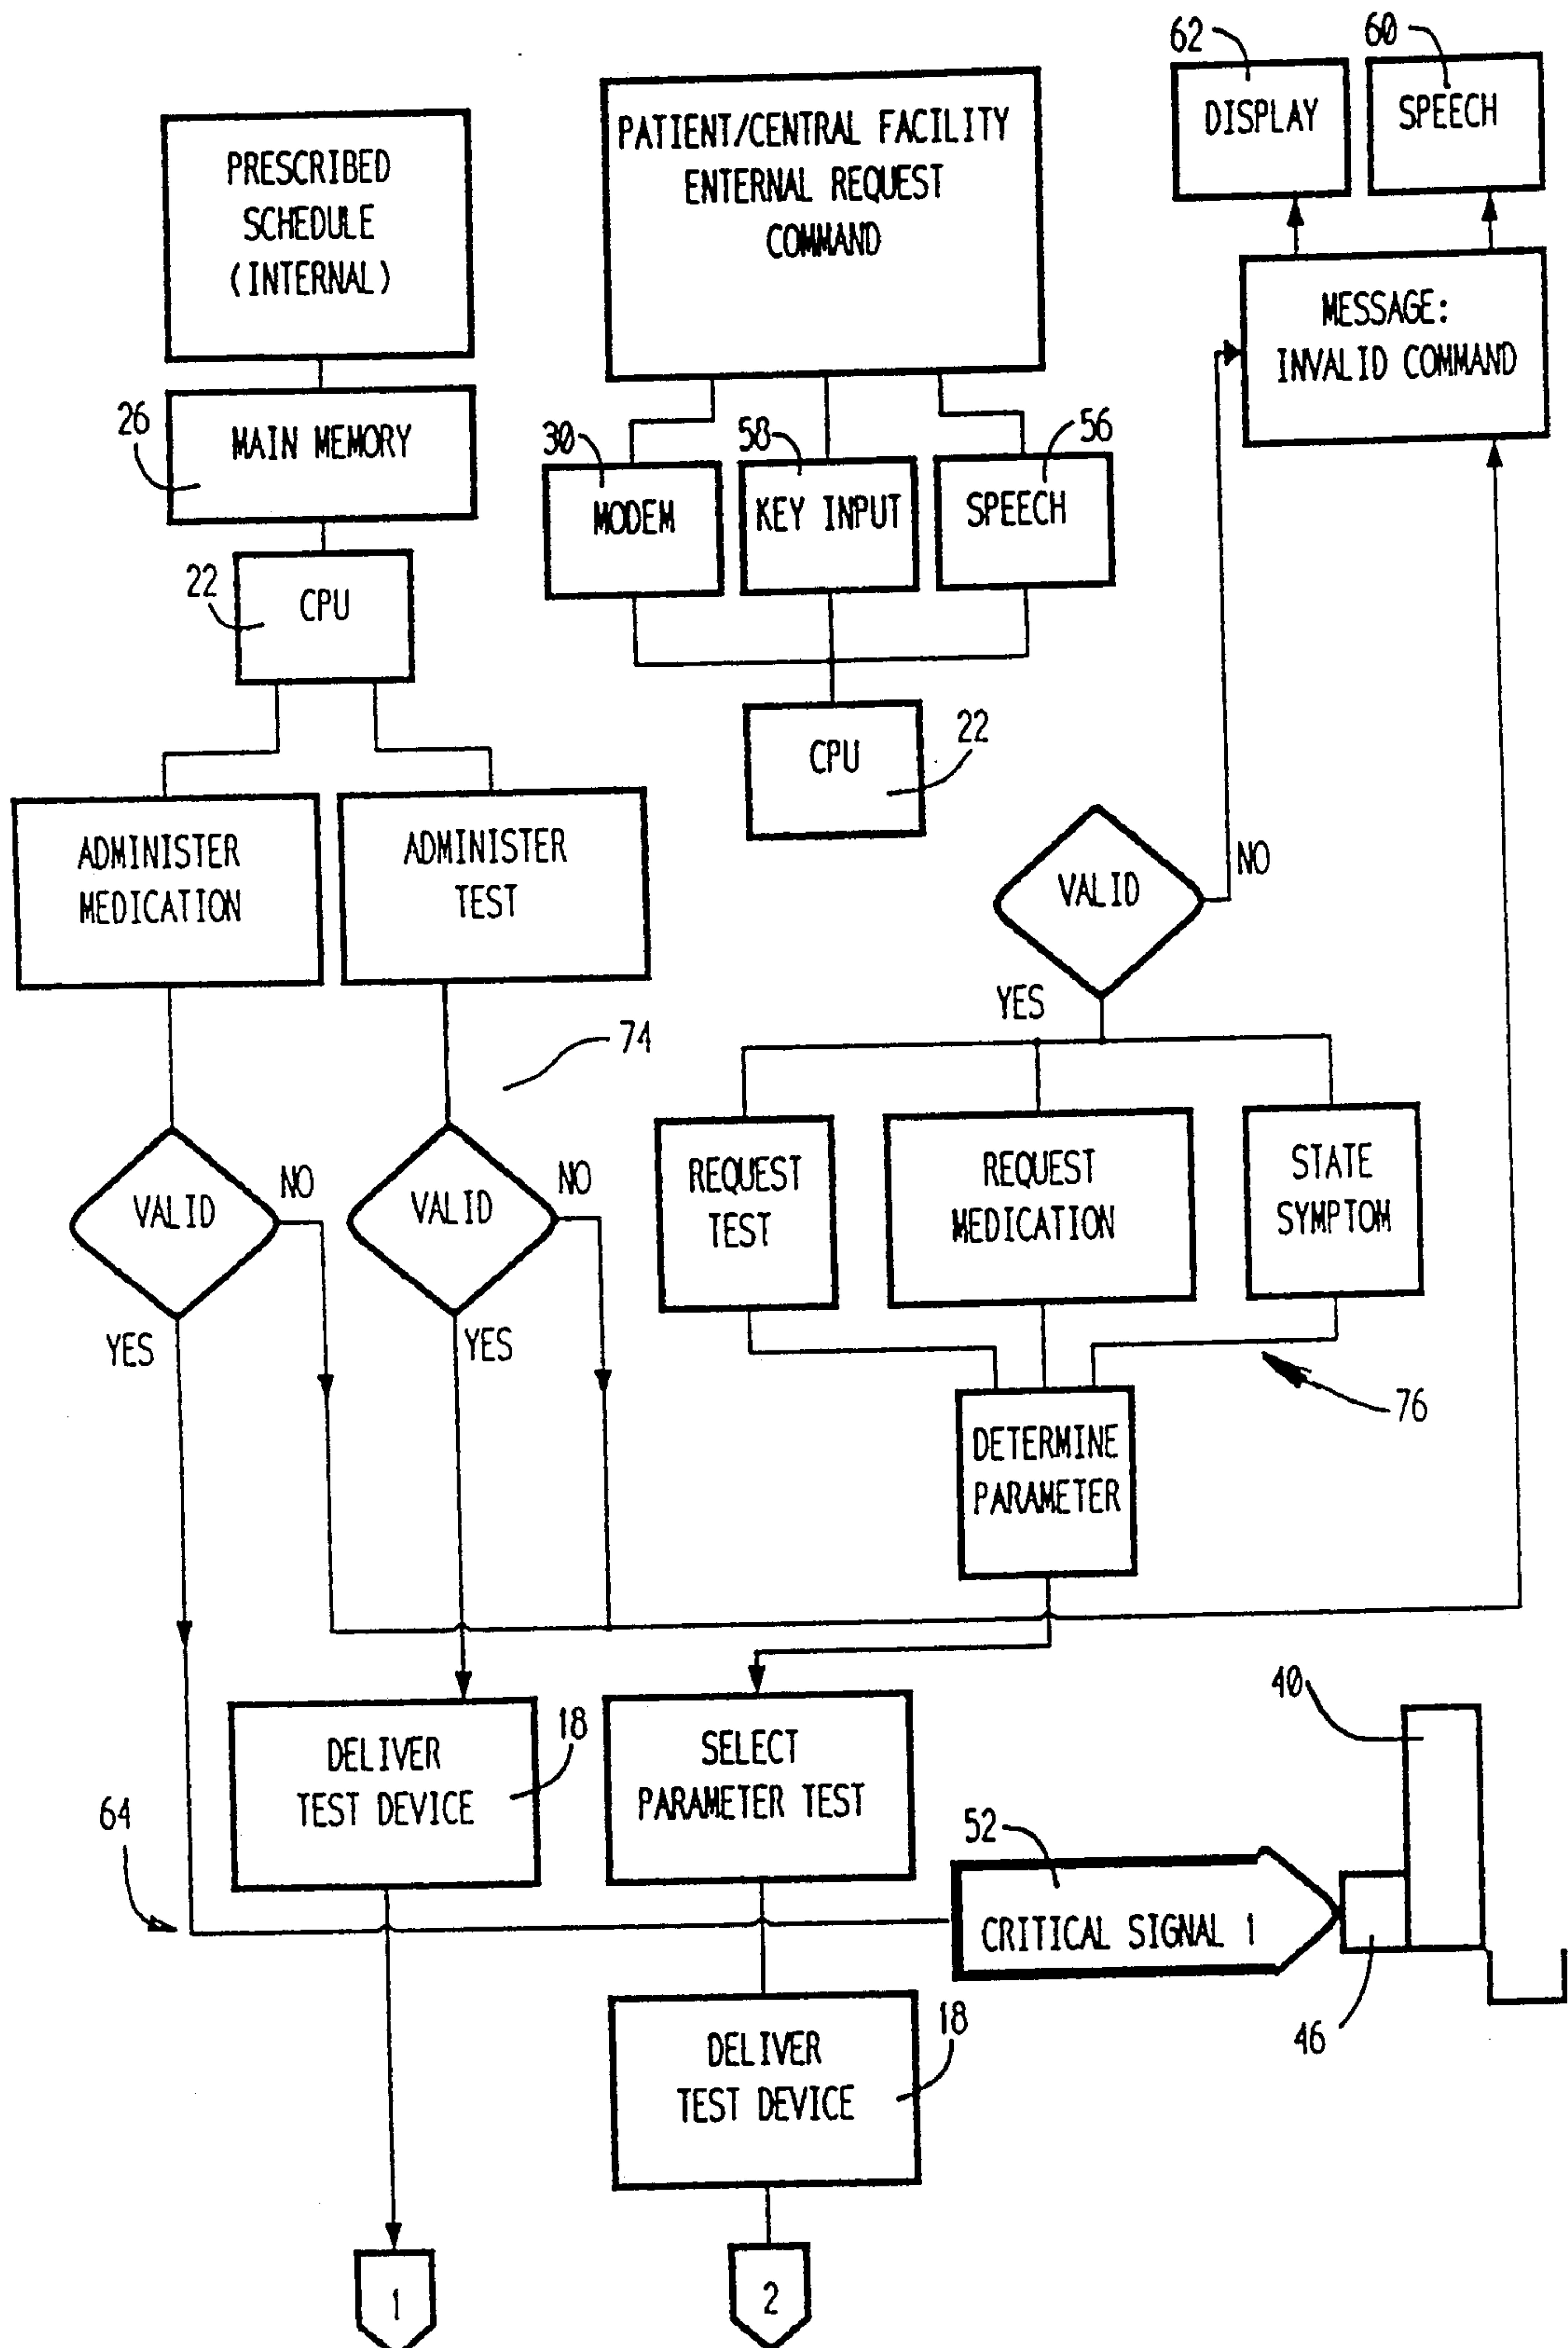 62
60
DISPLAY
SPEECH
PATIENT/CENTRAL FACILITY
ENTERNAL REQUEST
COMMAND
PRESCRIBED
SCHEDULE
(INTERNAL)
MESSAGE:
INVALID COMMAND
26
MAIN MEMORY
30
58
56
MODEM
KEY INPUT
SPEECH
22
CPU
CPU
22
ADMINISTER
MEDICATION
ADMINISTER
TEST
VALID
NO
YES
74
VALID
NO
YES
VALID
NO
YES
REQUEST
TEST
REQUEST
MEDICATION
STATE
SYMPTOM
76
DETERMINE
PARAMETER
DELIVER
TEST DEVICE
18
SELECT
PARAMETER TEST
40
64
52
CRITICAL SIGNAL 1
46
DELIVER
TEST DEVICE
18
1
2